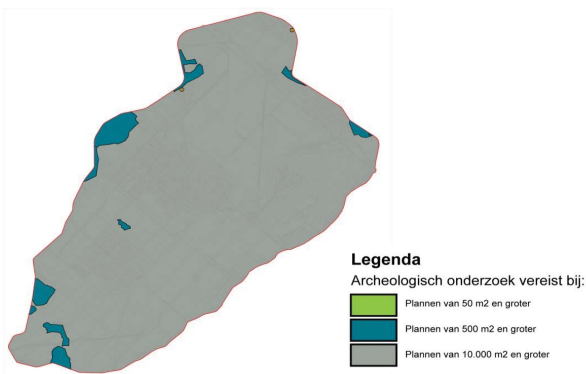 Legenda
Archeologisch onderzoek vereist bij:
Plannen van 50 m2 en groter
Plannen van 500 m2 en groter
Plannen van 10.000 m2 en groter